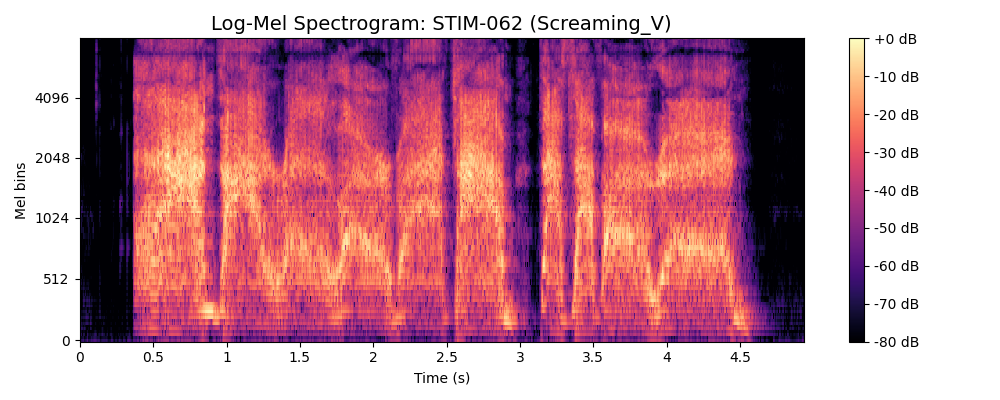 Log-Mel Spectrogram: STIM-062 (Screaming_V)
Mel bins
4096
2048
1024
512
0
0 0.5 1 1.5 2 2.5 3 3.5 4 4.5
Time (s)
+0 dB
-10 dB
-20 dB
-30 dB
-40 dB
-50 dB
-60 dB
-70 dB
-80 dB